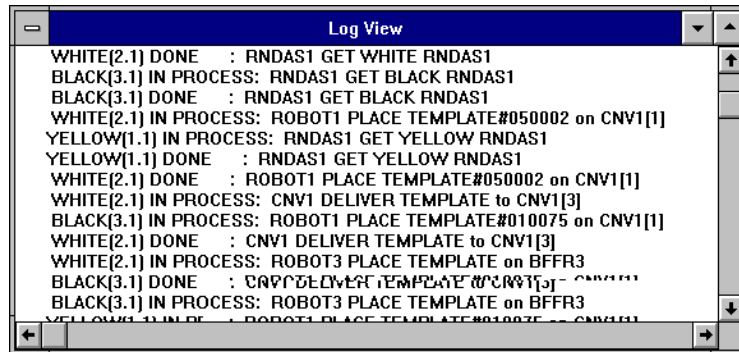 Log View
WHITE(2.1) DONE : RNDAS1 GET WHITE RNDAS1
BLACK(3.1) IN PROCESS: RNDAS1 GET BLACK RNDAS1
BLACK(3.1) DONE : RNDAS1 GET BLACK RNDAS1
WHITE(2.1) IN PROCESS: ROBOT1 PLACE TEMPLATE#050002 on CNV1[1]
YELLOW(1.1) IN PROCESS: RNDAS1 GET YELLOW RNDAS1
YELLOW(1.1) DONE : RNDAS1 GET YELLOW RNDAS1
WHITE(2.1) DONE : ROBOT1 PLACE TEMPLATE#050002 on CNV1[1]
WHITE(2.1) IN PROCESS: CNV1 DELIVER TEMPLATE to CNV1[3]
BLACK(3.1) IN PROCESS: ROBOT1 PLACE TEMPLATE#010075 on CNV1[1]
WHITE(2.1) DONE : CNV1 DELIVER TEMPLATE to CNV1[3]
WHITE(2.1) IN PROCESS: ROBOT3 PLACE TEMPLATE on BFFR3
BLACK(3.1) DONE :
BLACK(3.1) IN PROCESS: ROBOT3 PLACE TEMPLATE on BFFR3